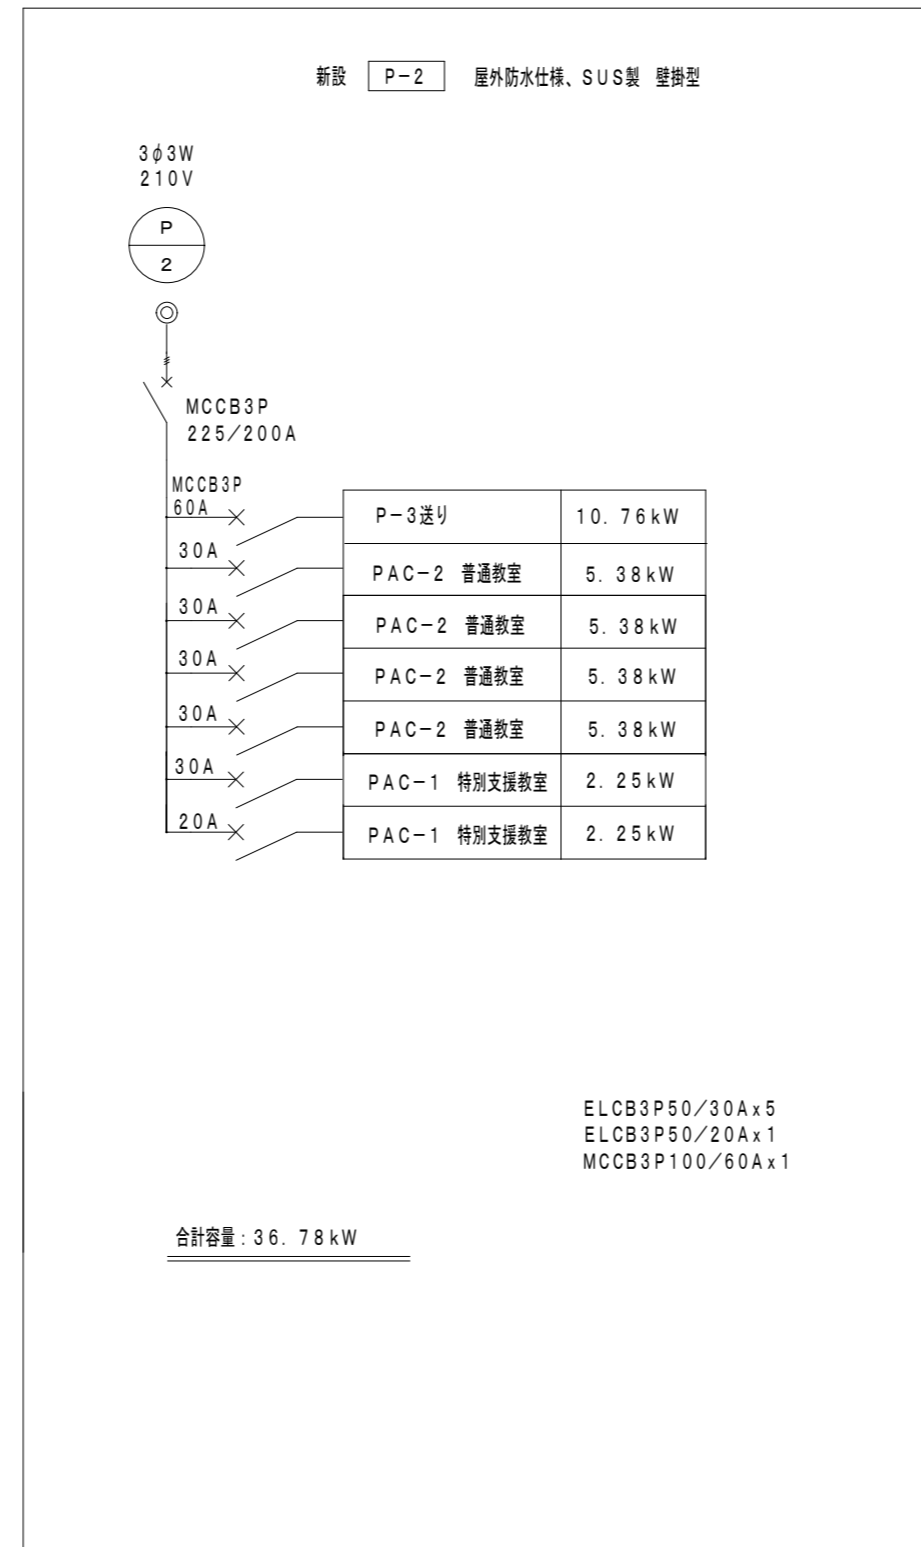 新設 P-2 屋外防水仕様、SUS製 壁掛型
3φ3W
210V
P
2
MCCB3P
225/200A
MCCB3P
60A P-3送り 10.76kW
30A PAC-2 普通教室 5.38kW
30A PAC-2 普通教室 5.38kW
30A PAC-2 普通教室 5.38kW
30A PAC-2 普通教室 5.38kW
30A PAC-1 特別支援教室 2.25kW
20A PAC-1 特別支援教室 2.25kW
ELCB3P50/30Ax5
ELCB3P50/20Ax1
MCCB3P100/60Ax1
合計容量:36.78kW